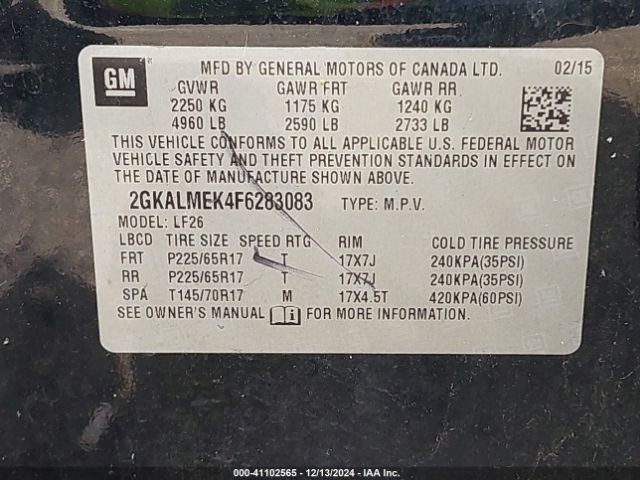 GM
MFD BY GENERAL MOTORS OF CANADA LTD. 02/15
GVWR GAWR FRT GAWR RR
2250 KG 1175 KG 1240 KG
4960 LB 2590 LB 2733 LB
THIS VEHICLE CONFORMS TO ALL APPLICABLE U.S. FEDERAL MOTOR
VEHICLE SAFETY AND THEFT PREVENTION STANDARDS IN EFFECT ON
THE DATE OF MANUFACTURE SHOWN ABOVE.
2GKALMEK4F6283083 TYPE: M.P.V.
MODEL: LF26
LBCD TIRE SIZE SPEED RTG RIM COLD TIRE PRESSURE
FRT P225/65R17 T 17X7J 240KPA(35PSI)
RR P225/65R17 T 17X7J 240KPA(35PSI)
SPA T145/70R17 M 17X4.5T 420KPA(60PSI)
SEE OWNER'S MANUAL FOR MORE INFORMATION.
000-41102565 - 12/13/2024 - IAA Inc.